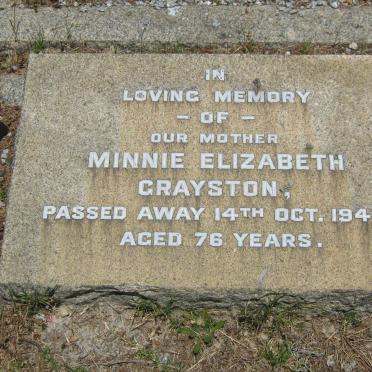 IN
LOVING MEMORY
— OF —
OUR MOTHER
MINNIE ELIZABETH
GRAYSTON,
PASSED AWAY 14TH OCT. 194
AGED 76 YEARS.